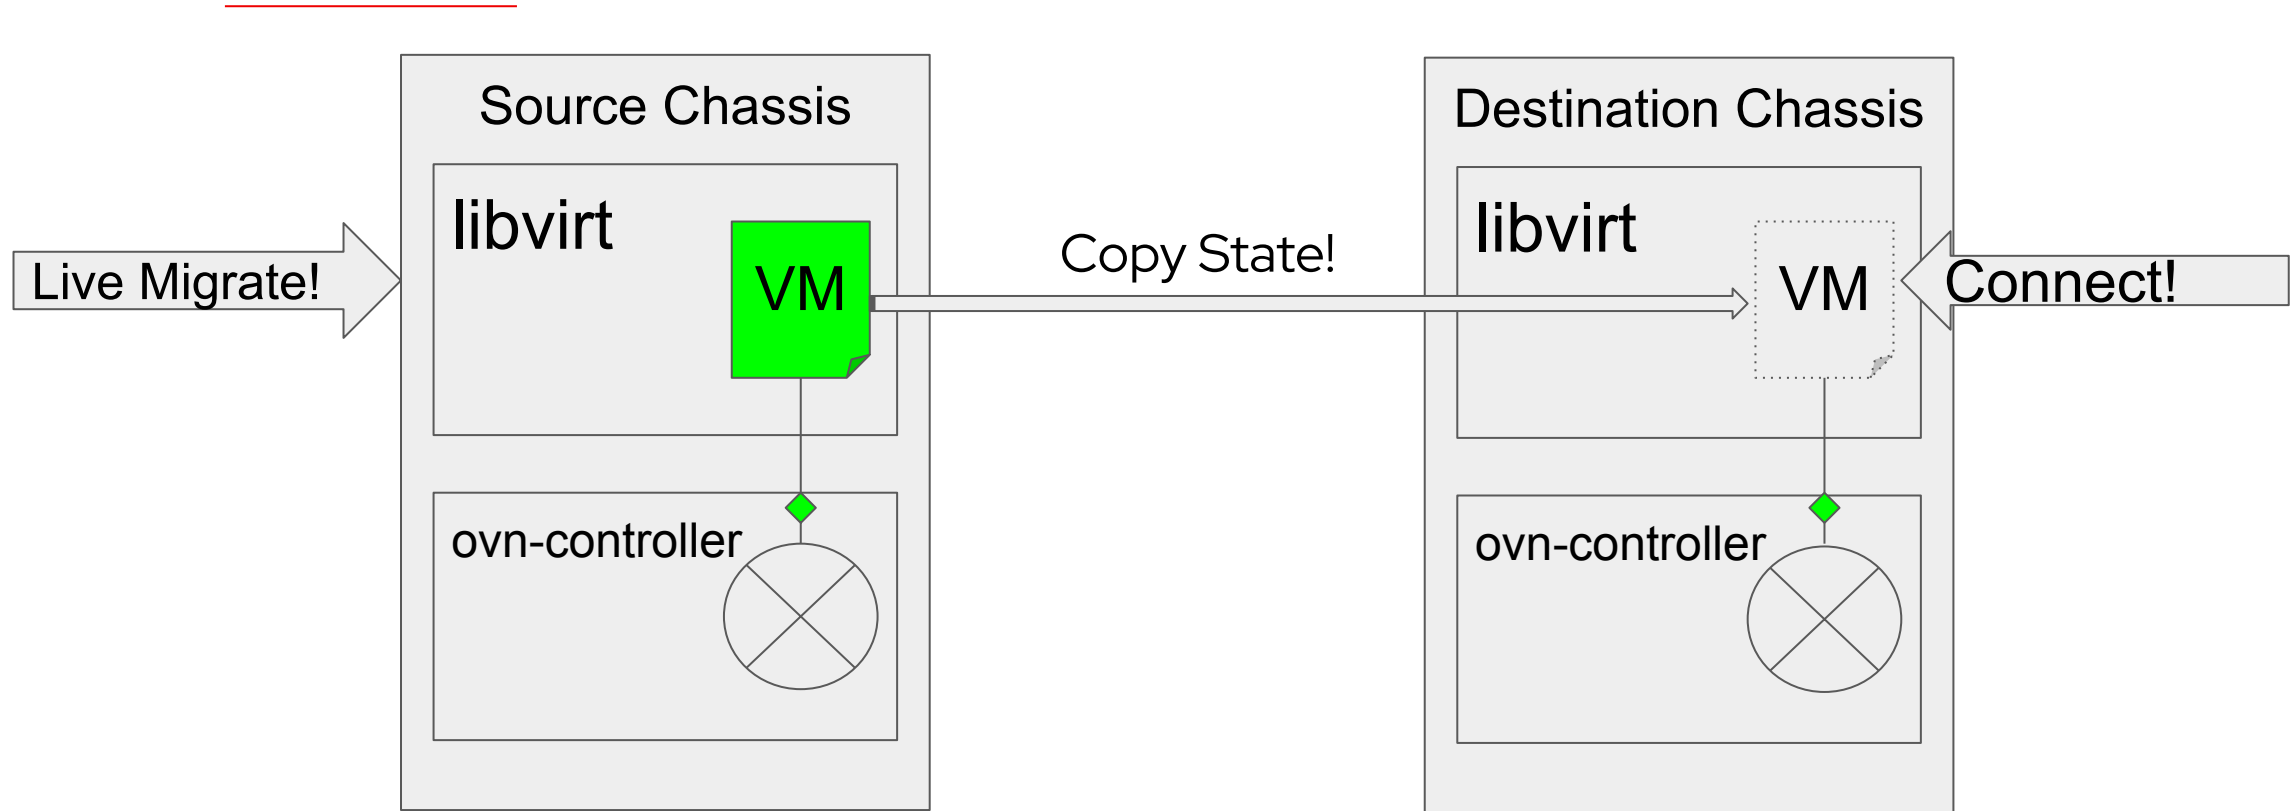 Source Chassis
libvirt
VM
ovn-controller
Live Migrate!
Copy State!
Destination Chassis
libvirt
VM
ovn-controller
Connect!